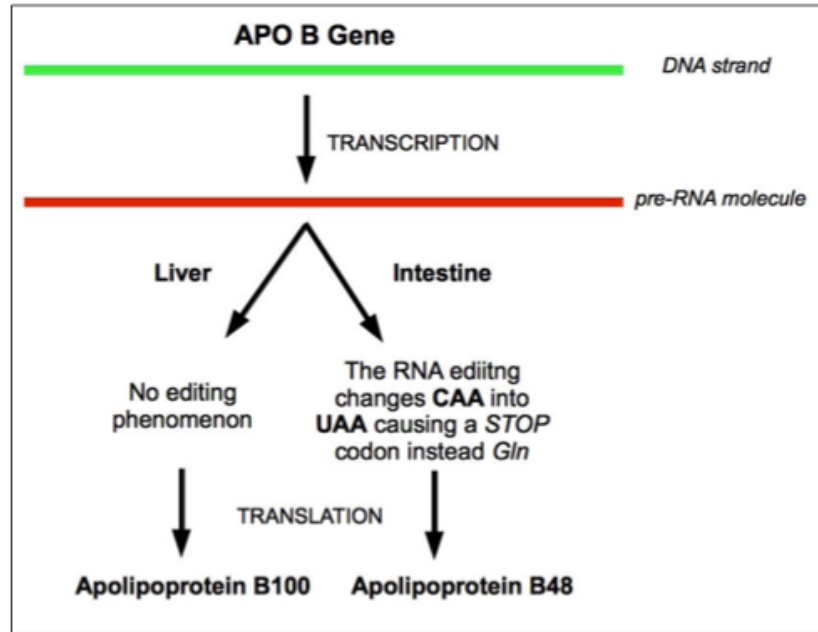 APO B Gene
DNA strand
TRANSCRIPTION
pre-RNA molecule
Liver
Intestine
No editing
phenomenon
The RNA ediitng
changes CAA into
UAA causing a STOP
codon instead Gln
TRANSLATION
Apolipoprotein B100
Apolipoprotein B48